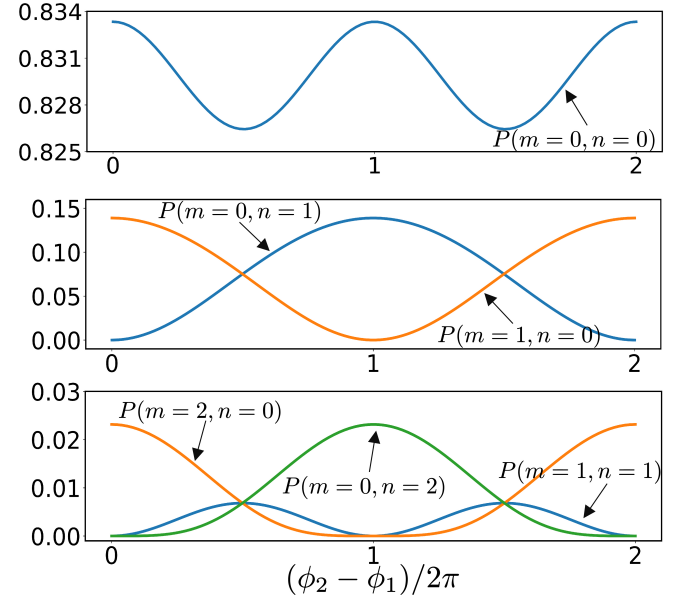 0.834
0.831
0.828
0.825
P(m = 0, n = 0)
0 1 2
0.15
0.10
0.05
0.00
P(m = 0, n = 1)
P(m = 1, n = 0)
0 1 2
0.03
0.02
0.01
0.00
P(m = 2, n = 0)
P(m = 0, n = 2)
P(m = 1, n = 1)
0 1 2
(ϕ₂ − ϕ₁)/2π